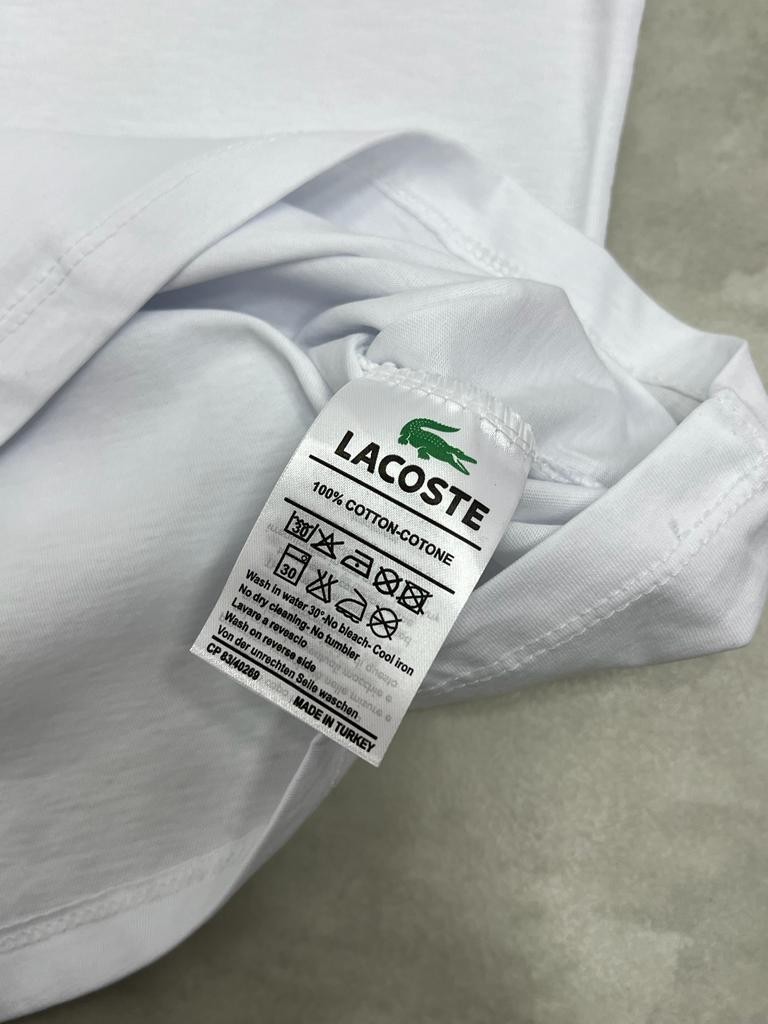 LACOSTE
100% COTTON-COTONE
30
30
Wash in water 30°-No bleach-Cool iron
No dry cleaning-No tumbler
Lavare a revescio
Wash on reverse side
Von der unrechten Seile waschen
CP 83/40269
MADE IN TURKEY